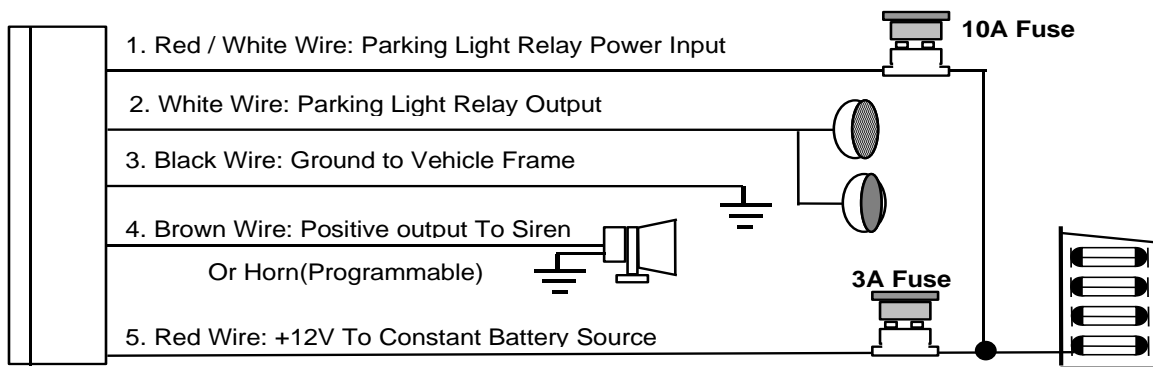 1. Red / White Wire: Parking Light Relay Power Input
10A Fuse
2. White Wire: Parking Light Relay Output
3. Black Wire: Ground to Vehicle Frame
4. Brown Wire: Positive output To Siren
Or Horn(Programmable)
3A Fuse
5. Red Wire: +12V To Constant Battery Source